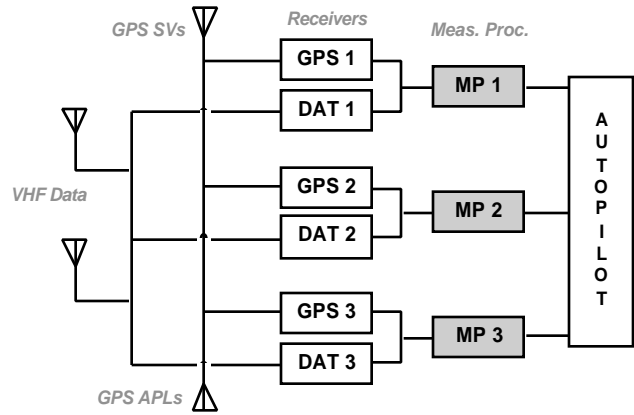 GPS SVs
Receivers
Meas. Proc.
GPS 1
DAT 1
MP 1
VHF Data
GPS 2
DAT 2
MP 2
GPS 3
DAT 3
MP 3
A
U
T
O
P
I
L
O
T
GPS APLs